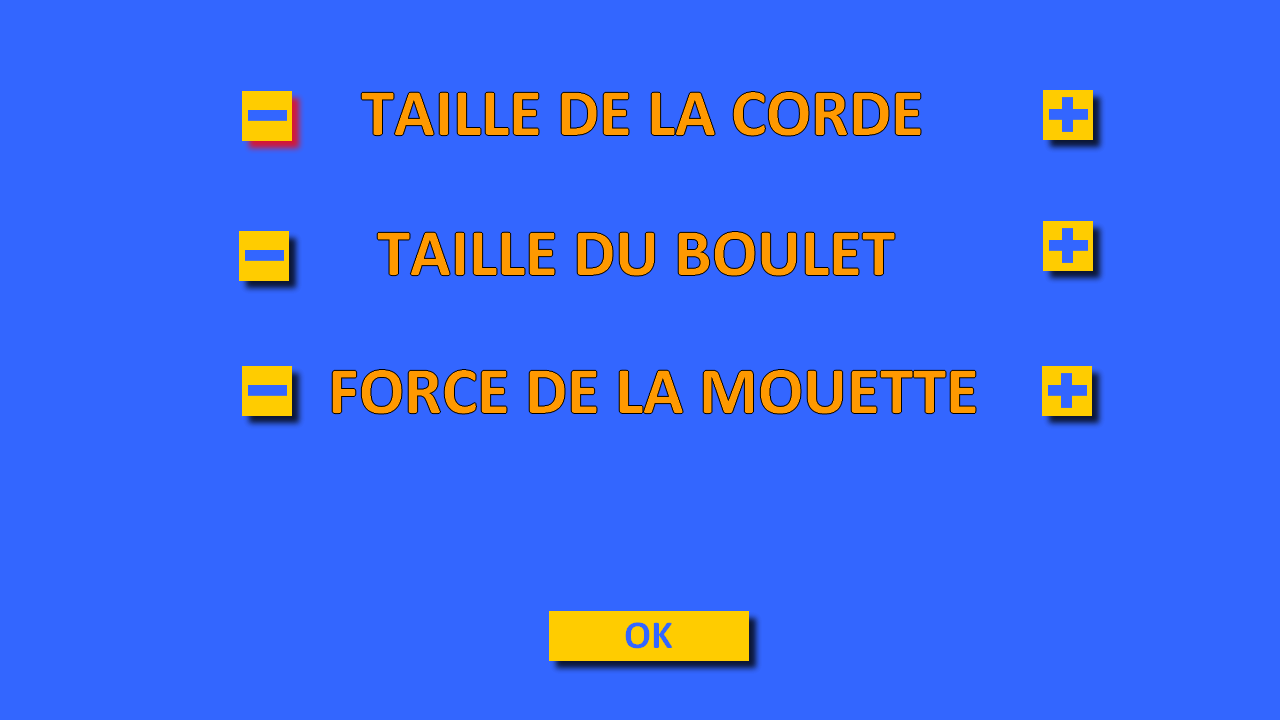 − TAILLE DE LA CORDE +
− TAILLE DU BOULET +
− FORCE DE LA MOUETTE +
OK